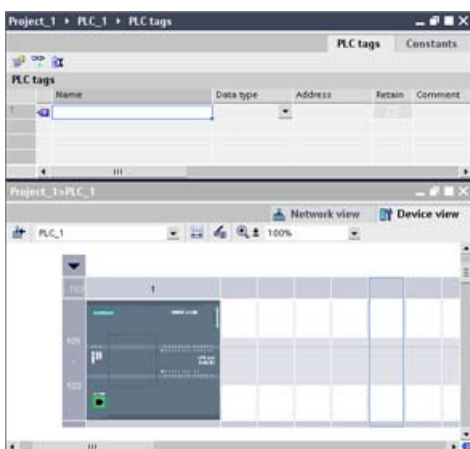 Project_1 ▸ PLC_1 ▸ PLC tags
PLC tags Constants
PLC tags
Name Data type Address Retain Comment
1
Project_1>PLC_1
Network view Device view
PLC_1 100%
1
101
SIEMENS